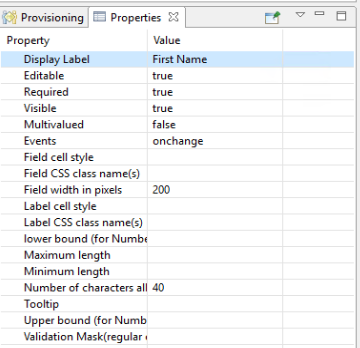 Provisioning Properties
Property Value
Display Label First Name
Editable true
Required true
Visible true
Multivalued false
Events onchange
Field cell style
Field CSS class name(s)
Field width in pixels 200
Label cell style
Label CSS class name(s)
lower bound (for Numbe
Maximum length
Minimum length
Number of characters all 40
Tooltip
Upper bound (for Numb
Validation Mask(regular